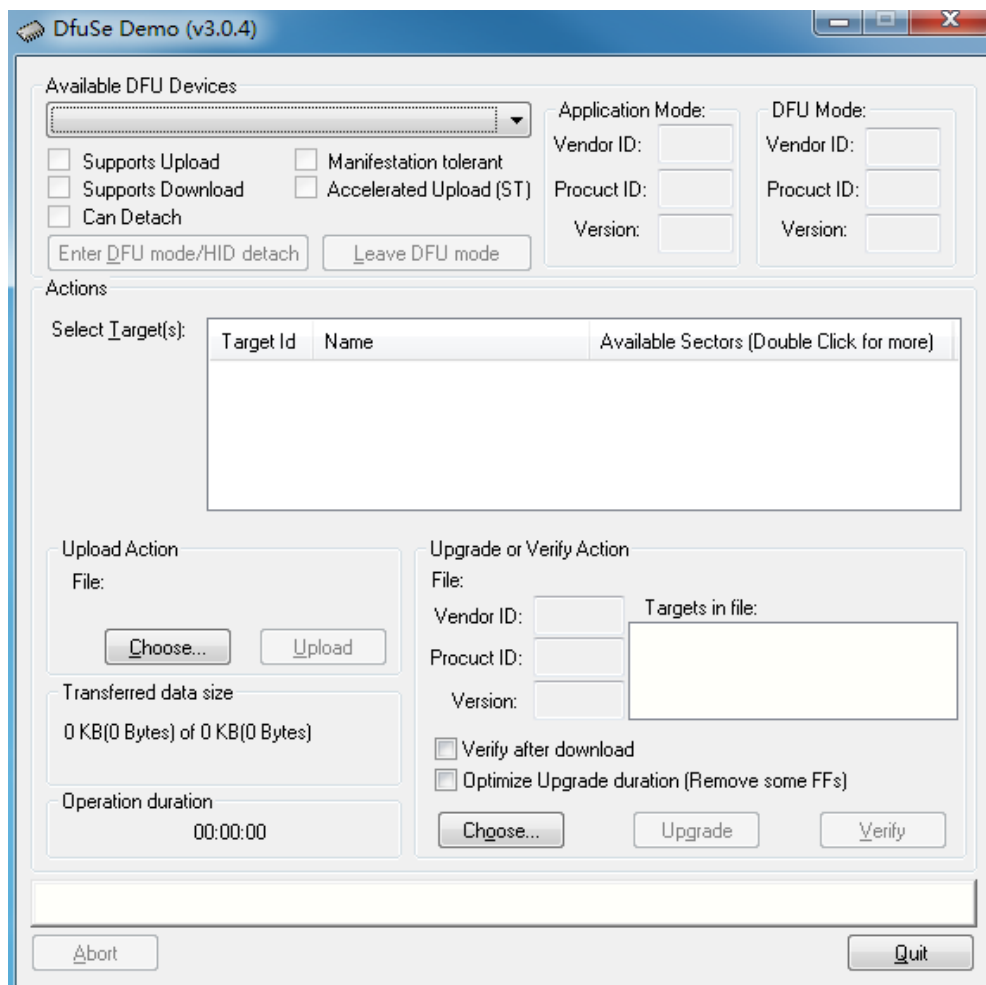 DfuSe Demo (v3.0.4)
Available DFU Devices
Supports Upload
Manifestation tolerant
Supports Download
Accelerated Upload (ST)
Can Detach
Enter DFU mode/HID detach
Leave DFU mode
Application Mode:
Vendor ID:
Procuct ID:
Version:
DFU Mode:
Vendor ID:
Procuct ID:
Version:
Actions
Select Target(s):
Target Id Name Available Sectors (Double Click for more)
Upload Action
File:
Choose... Upload
Transferred data size
0 KB(0 Bytes) of 0 KB(0 Bytes)
Operation duration
00:00:00
Upgrade or Verify Action
File:
Vendor ID:
Procuct ID:
Version:
Targets in file:
Verify after download
Optimize Upgrade duration (Remove some FFs)
Choose... Upgrade Verify
Abort Quit